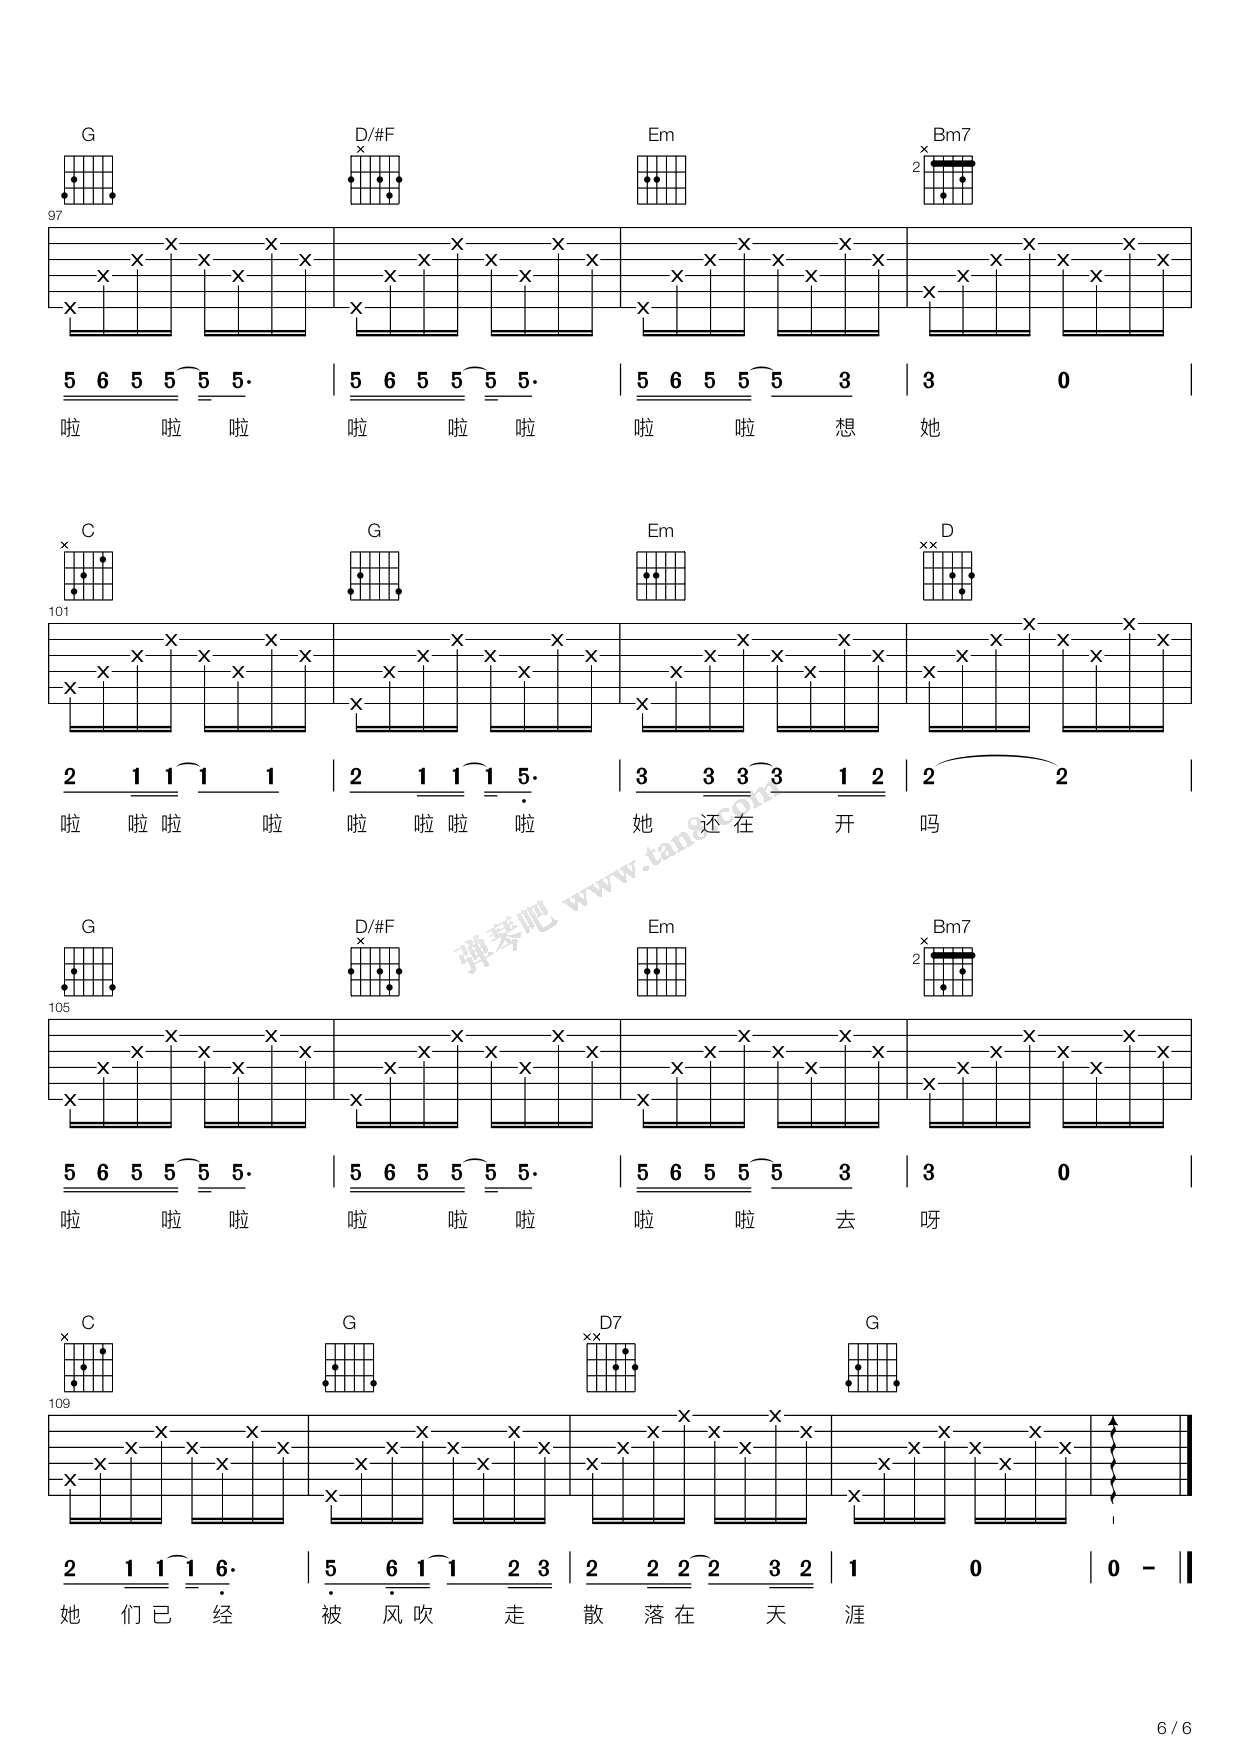 G D/#F Em Bm7
× × 2
97
5 6 5 5 5 5. 5 6 5 5 5 5. 5 6 5 5 5 3 3 0
啦 啦 啦 啦 啦 啦 啦 啦 想 她
C G Em D
× ××
101
2 1 1 1 1 2 1 1 1 5. 3 3 3 3 1 2 2 2
啦 啦 啦 啦 啦 啦 啦 啦 她 还 在 开 吗
弹琴吧 www.tan8.com
G D/#F Em Bm7
× × 2
105
5 6 5 5 5 5. 5 6 5 5 5 5. 5 6 5 5 5 3 3 0
啦 啦 啦 啦 啦 啦 啦 啦 去 呀
C G D7 G
× ××
109
2 1 1 1 6. 5 6 1 1 2 3 2 2 2 2 3 2 1 0 0 –
她 们 已 经 被 风 吹 走 散 落 在 天 涯
6 / 6